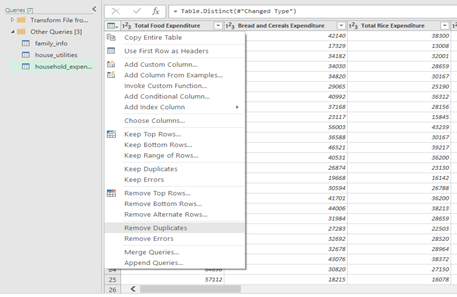 Queries [7]
Transform File fro...
Other Queries [3]
family_info
house_utilities
household_expen...
= Table.Distinct(#"Changed Type")
Total Food Expenditure
Bread and Cereals Expenditure
Total Rice Expenditure
Copy Entire Table
Use First Row as Headers
Add Custom Column...
Add Column From Examples...
Invoke Custom Function...
Add Conditional Column...
Add Index Column
Choose Columns...
Keep Top Rows...
Keep Bottom Rows...
Keep Range of Rows...
Keep Duplicates
Keep Errors
Remove Top Rows...
Remove Bottom Rows...
Remove Alternate Rows...
Remove Duplicates
Remove Errors
Merge Queries...
Append Queries...
42140 38300
17329 13008
34182 32001
34030 28659
34820 30167
29065 25190
40992 36312
37168 28156
23117 15845
56003 43239
36588 30167
46521 39217
40531 36200
26874 23130
19668 16142
30594 26788
41701 36200
44006 38213
31984 28659
27283 22503
32692 28520
32678 28964
43076 38372
24 30820 27150
25 57112 18215 16078
26